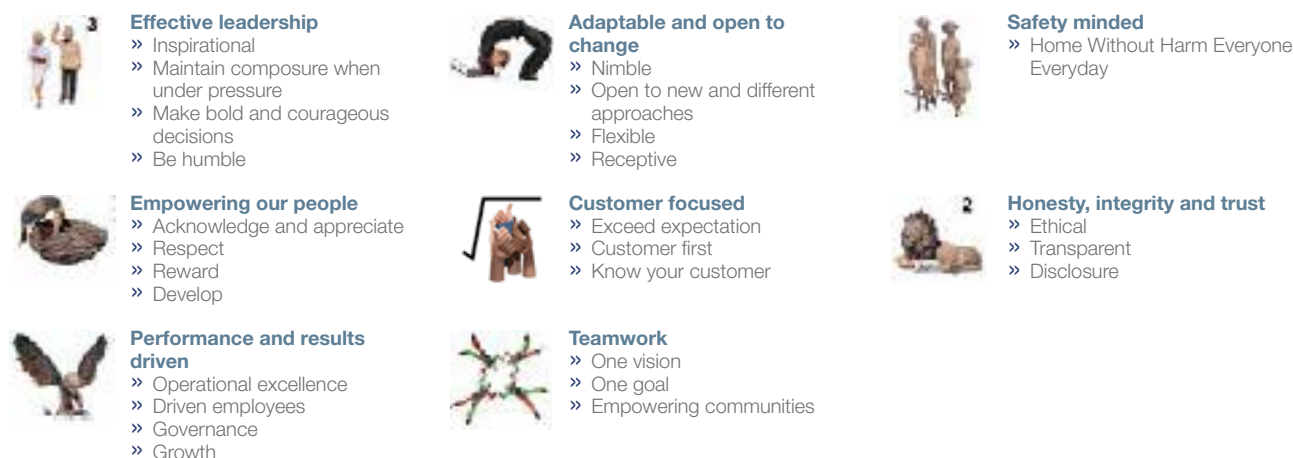 3
Effective leadership
» Inspirational
» Maintain composure when
under pressure
» Make bold and courageous
decisions
» Be humble
Adaptable and open to
change
» Nimble
» Open to new and different
approaches
» Flexible
» Receptive
Safety minded
» Home Without Harm Everyone
Everyday
Empowering our people
» Acknowledge and appreciate
» Respect
» Reward
» Develop
Customer focused
» Exceed expectation
» Customer first
» Know your customer
2
Honesty, integrity and trust
» Ethical
» Transparent
» Disclosure
Performance and results
driven
» Operational excellence
» Driven employees
» Governance
» Growth
Teamwork
» One vision
» One goal
» Empowering communities